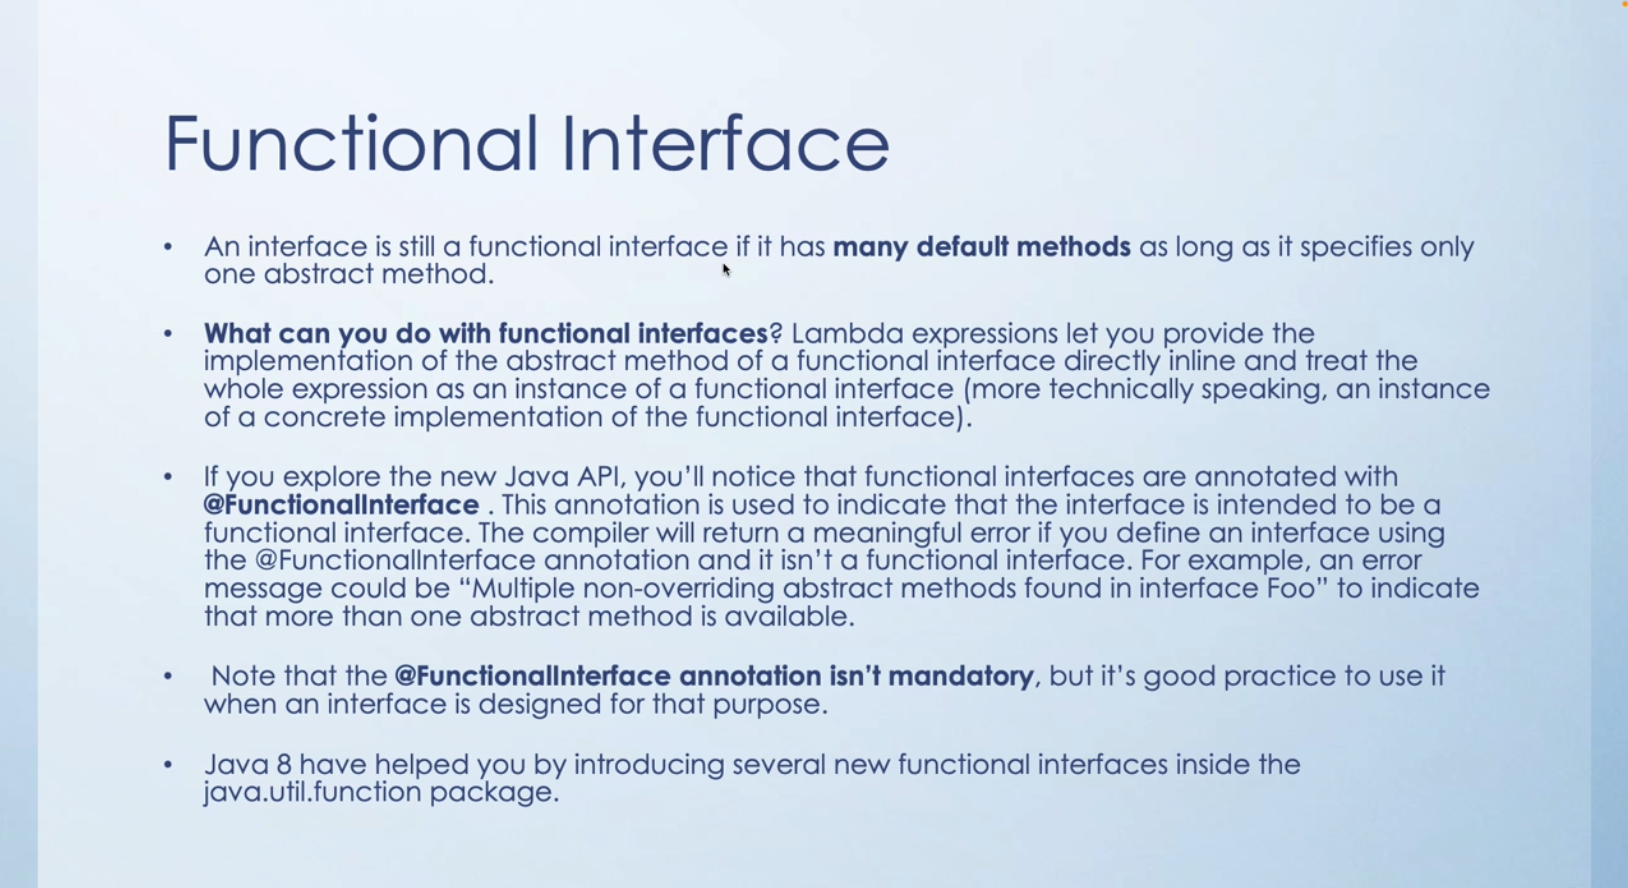 Functional Interface
• An interface is still a functional interface if it has many default methods as long as it specifies only
one abstract method.
• What can you do with functional interfaces? Lambda expressions let you provide the
implementation of the abstract method of a functional interface directly inline and treat the
whole expression as an instance of a functional interface (more technically speaking, an instance
of a concrete implementation of the functional interface).
• If you explore the new Java API, you’ll notice that functional interfaces are annotated with
@FunctionalInterface . This annotation is used to indicate that the interface is intended to be a
functional interface. The compiler will return a meaningful error if you define an interface using
the @FunctionalInterface annotation and it isn’t a functional interface. For example, an error
message could be “Multiple non-overriding abstract methods found in interface Foo” to indicate
that more than one abstract method is available.
• Note that the @FunctionalInterface annotation isn’t mandatory, but it’s good practice to use it
when an interface is designed for that purpose.
• Java 8 have helped you by introducing several new functional interfaces inside the
java.util.function package.